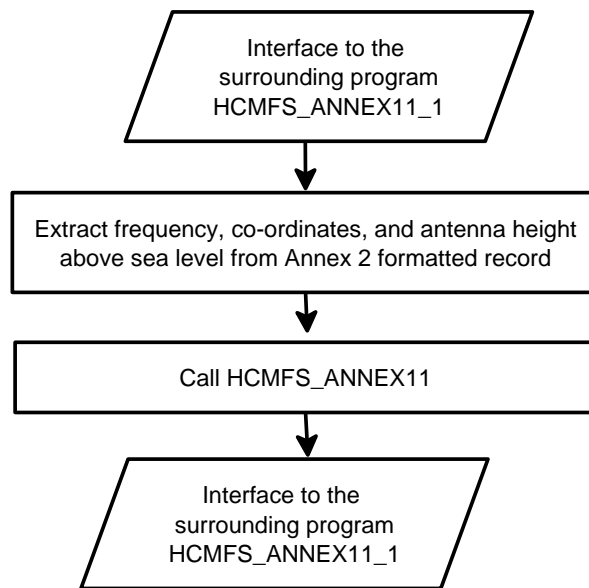 Interface to the
surrounding program
HCMFS_ANNEX11_1
Extract frequency, co-ordinates, and antenna height
above sea level from Annex 2 formatted record
Call HCMFS_ANNEX11
Interface to the
surrounding program
HCMFS_ANNEX11_1